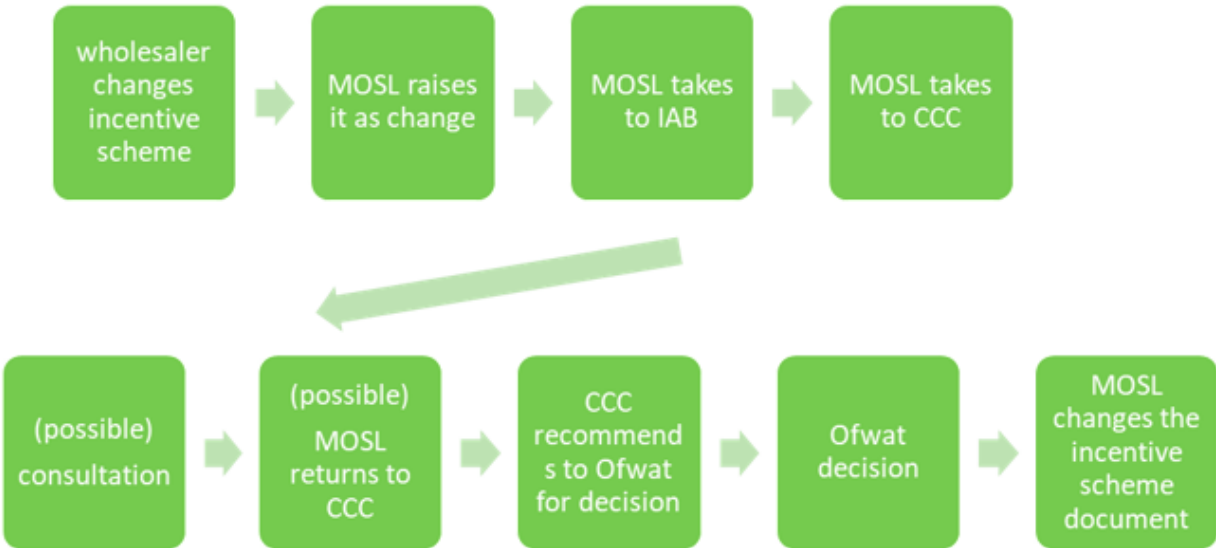 wholesaler
changes
incentive
scheme
MOSL raises
it as change
MOSL takes
to IAB
MOSL takes
to CCC
(possible)
consultation
(possible)
MOSL
returns to
CCC
CCC
recommend
s to Ofwat
for decision
Ofwat
decision
MOSL
changes the
incentive
scheme
document